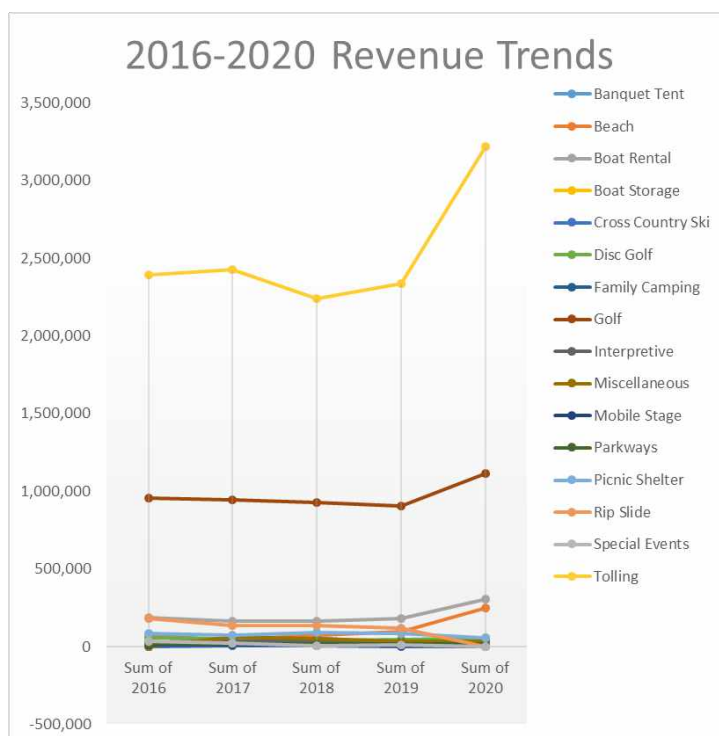 2016-2020 Revenue Trends
3,500,000
3,000,000
2,500,000
2,000,000
1,500,000
1,000,000
500,000
0
-500,000
Sum of 2016
Sum of 2017
Sum of 2018
Sum of 2019
Sum of 2020
Banquet Tent
Beach
Boat Rental
Boat Storage
Cross Country Ski
Disc Golf
Family Camping
Golf
Interpretive
Miscellaneous
Mobile Stage
Parkways
Picnic Shelter
Rip Slide
Special Events
Tolling